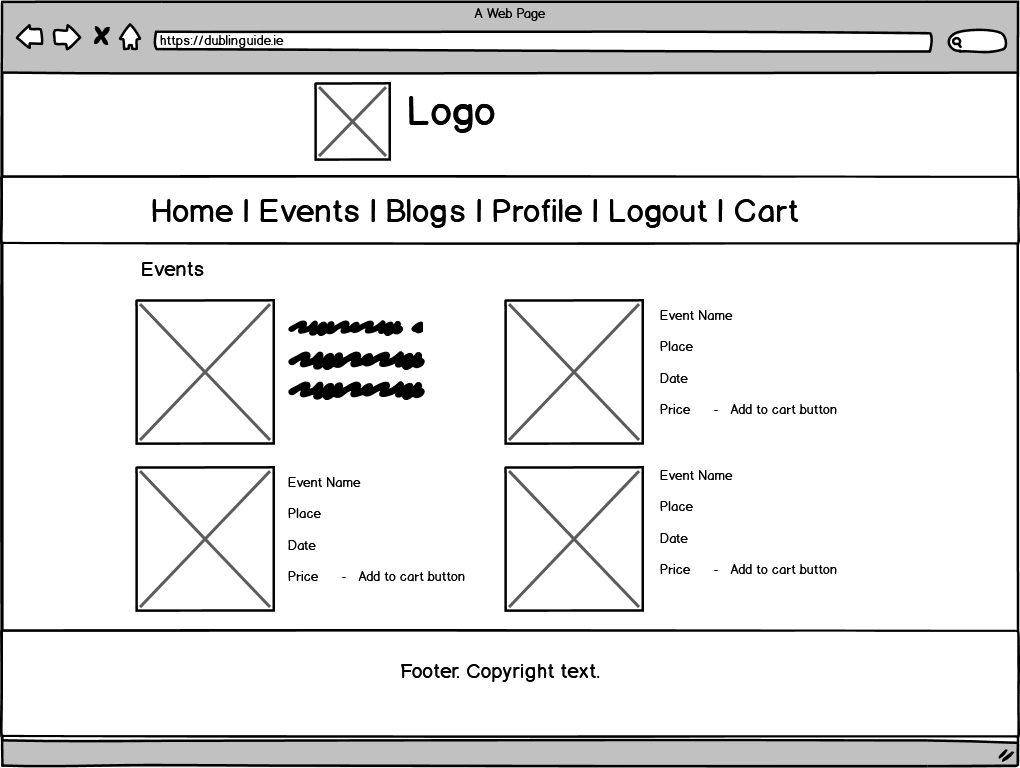 A Web Page
https://dublinguide.ie
Logo
Home | Events | Blogs | Profile | Logout | Cart
Events
Event Name
Place
Date
Price - Add to cart button
Event Name
Place
Date
Price - Add to cart button
Event Name
Place
Date
Price - Add to cart button
Footer. Copyright text.